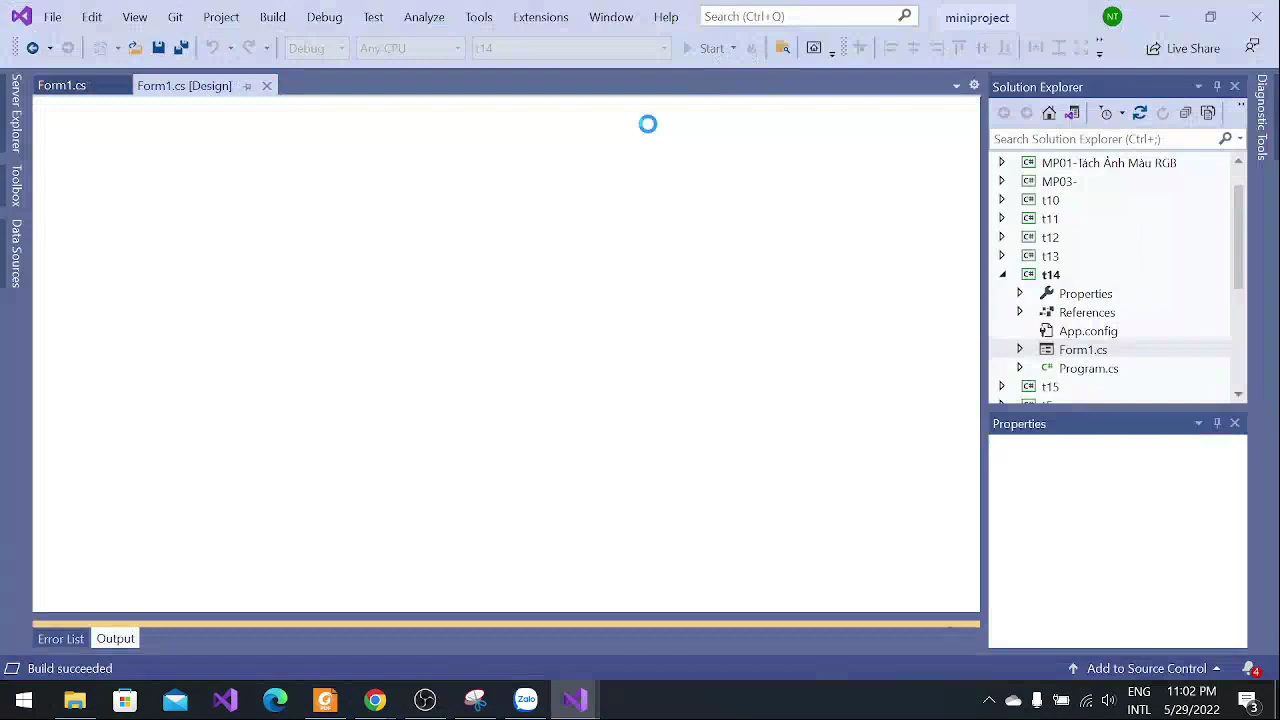 File Edit View Git Project Build Debug Test Analyze Tools Extensions Window Help Search (Ctrl+Q) miniproject NT
Debug Any CPU t14 Start Live Share
Form1.cs Form1.cs [Design] Solution Explorer
Server Explorer
Toolbox
Data Sources
Diagnostic Tools
Search Solution Explorer (Ctrl+;)
MP01-Tách Ảnh Màu RGB
MP03-
t10
t11
t12
t13
t14
Properties
References
App.config
Form1.cs
Program.cs
t15
Properties
Error List Output
Build succeeded Add to Source Control 4
PDF Zalo ENG 11:02 PM
INTL 5/29/2022 3